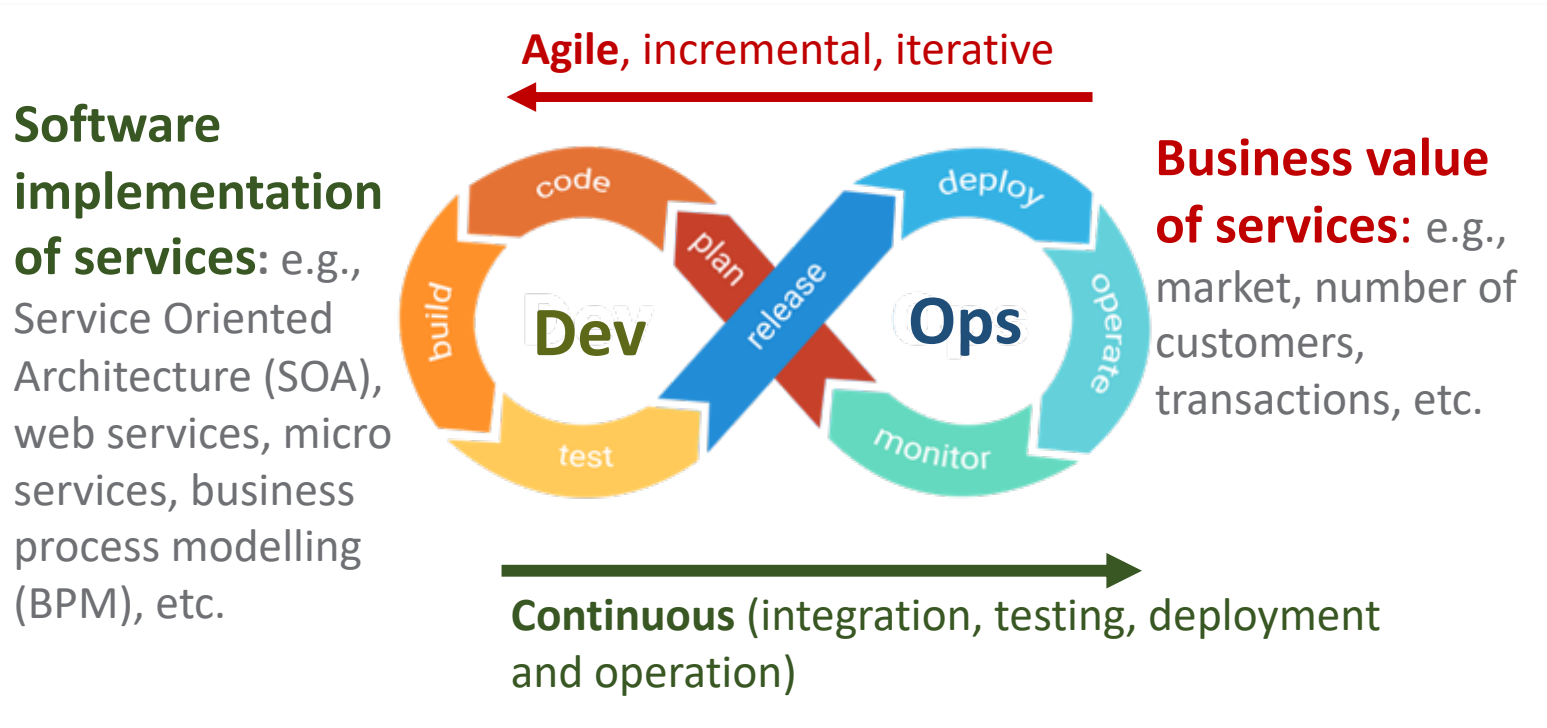 Agile, incremental, iterative
Software
implementation
of services: e.g.,
Service Oriented
Architecture (SOA),
web services, micro
services, business
process modelling
(BPM), etc.
code
build
test
plan
release
Dev
deploy
operate
monitor
Ops
Business value
of services: e.g.,
market, number of
customers,
transactions, etc.
Continuous (integration, testing, deployment
and operation)